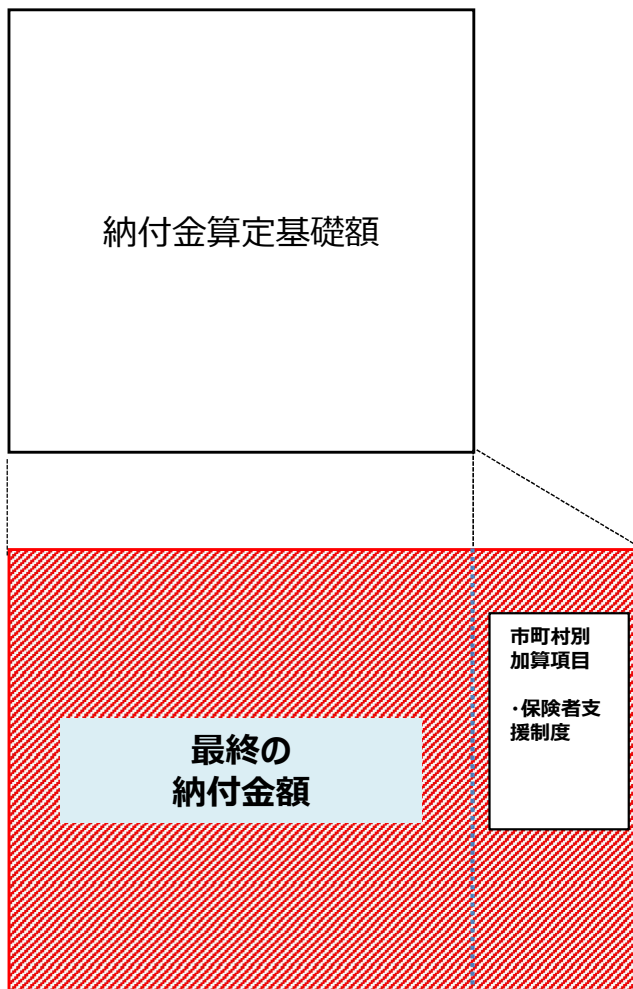 納付金算定基礎額
市町村別
加算項目
・保険者支
援制度
最終の
納付金額